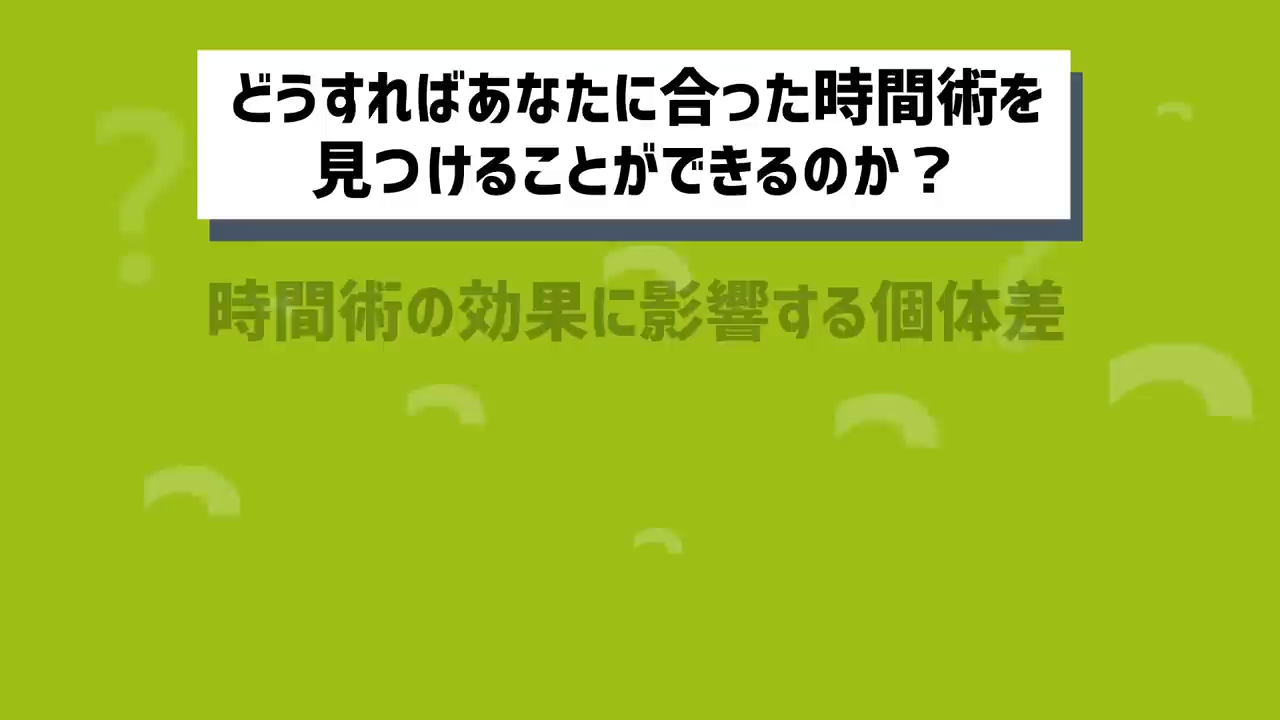 どうすればあなたに合った時間術を
見つけることができるのか？
時間術の効果に影響する個体差